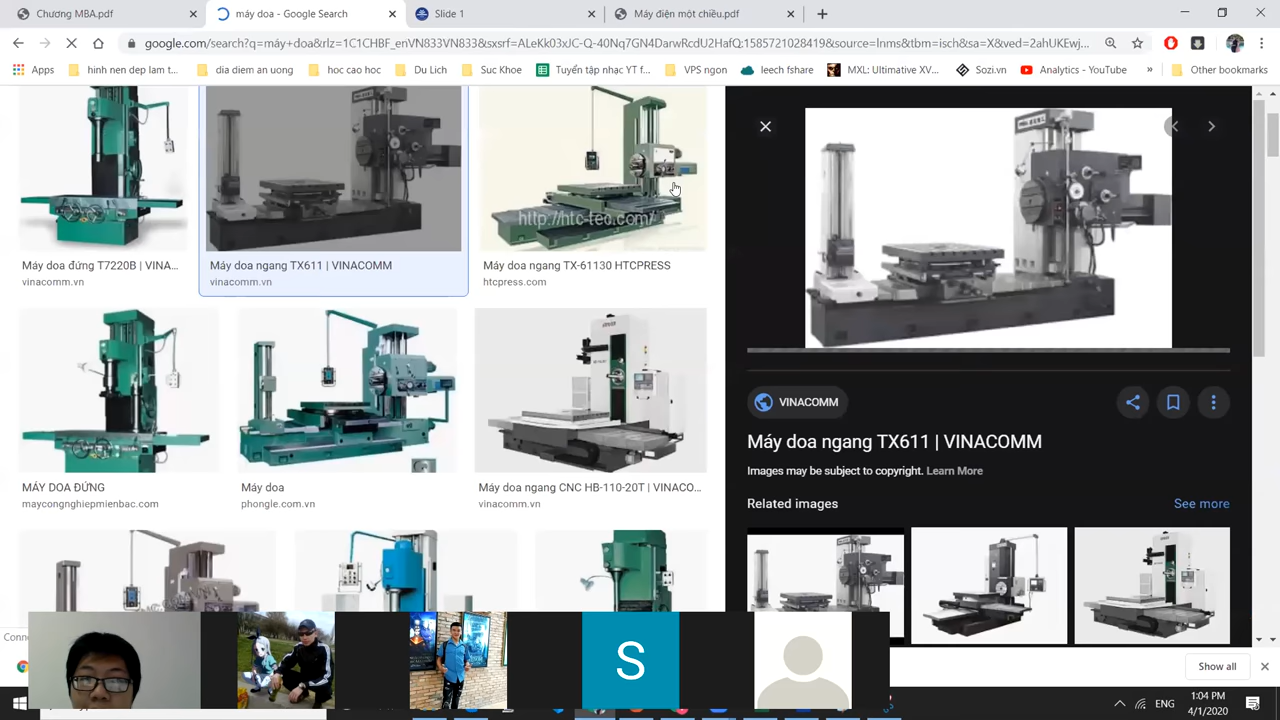 Chương MBA.pdf
máy doa - Google Search
Slide 1
Máy điện một chiều.pdf
google.com/search?q=máy+doa&rlz=1C1CHBF_enVN833VN833&sxsrf=ALeKk03xJC-Q-40Nq7GN4DarwRcdU2HafQ:1585721028419&source=lnms&tbm=isch&sa=X&ved=2ahUKEwj...
Apps
hinh nen dep lam t...
dia diem an uong
hoc cao hoc
Du Lich
Suc Khoe
Tuyển tập nhạc YT f...
VPS ngon
leech fshare
MXL: Ultimative XV...
Sozi.vn
Analytics - YouTube
»
Other bookmarks
http://htc-tec.com/
Máy doa đứng T7220B | VINA...
vinacomm.vn
Máy doa ngang TX611 | VINACOMM
vinacomm.vn
Máy doa ngang TX-61130 HTCPRESS
htcpress.com
MÁY DOA ĐỨNG
maycongnghiepmienbac.com
Máy doa
phongle.com.vn
Máy doa ngang CNC HB-110-20T | VINACO...
vinacomm.vn
VINACOMM
Máy doa ngang TX611 | VINACOMM
Images may be subject to copyright. Learn More
Related images
See more
S
Show all
ENG
1:04 PM
4/1/2020